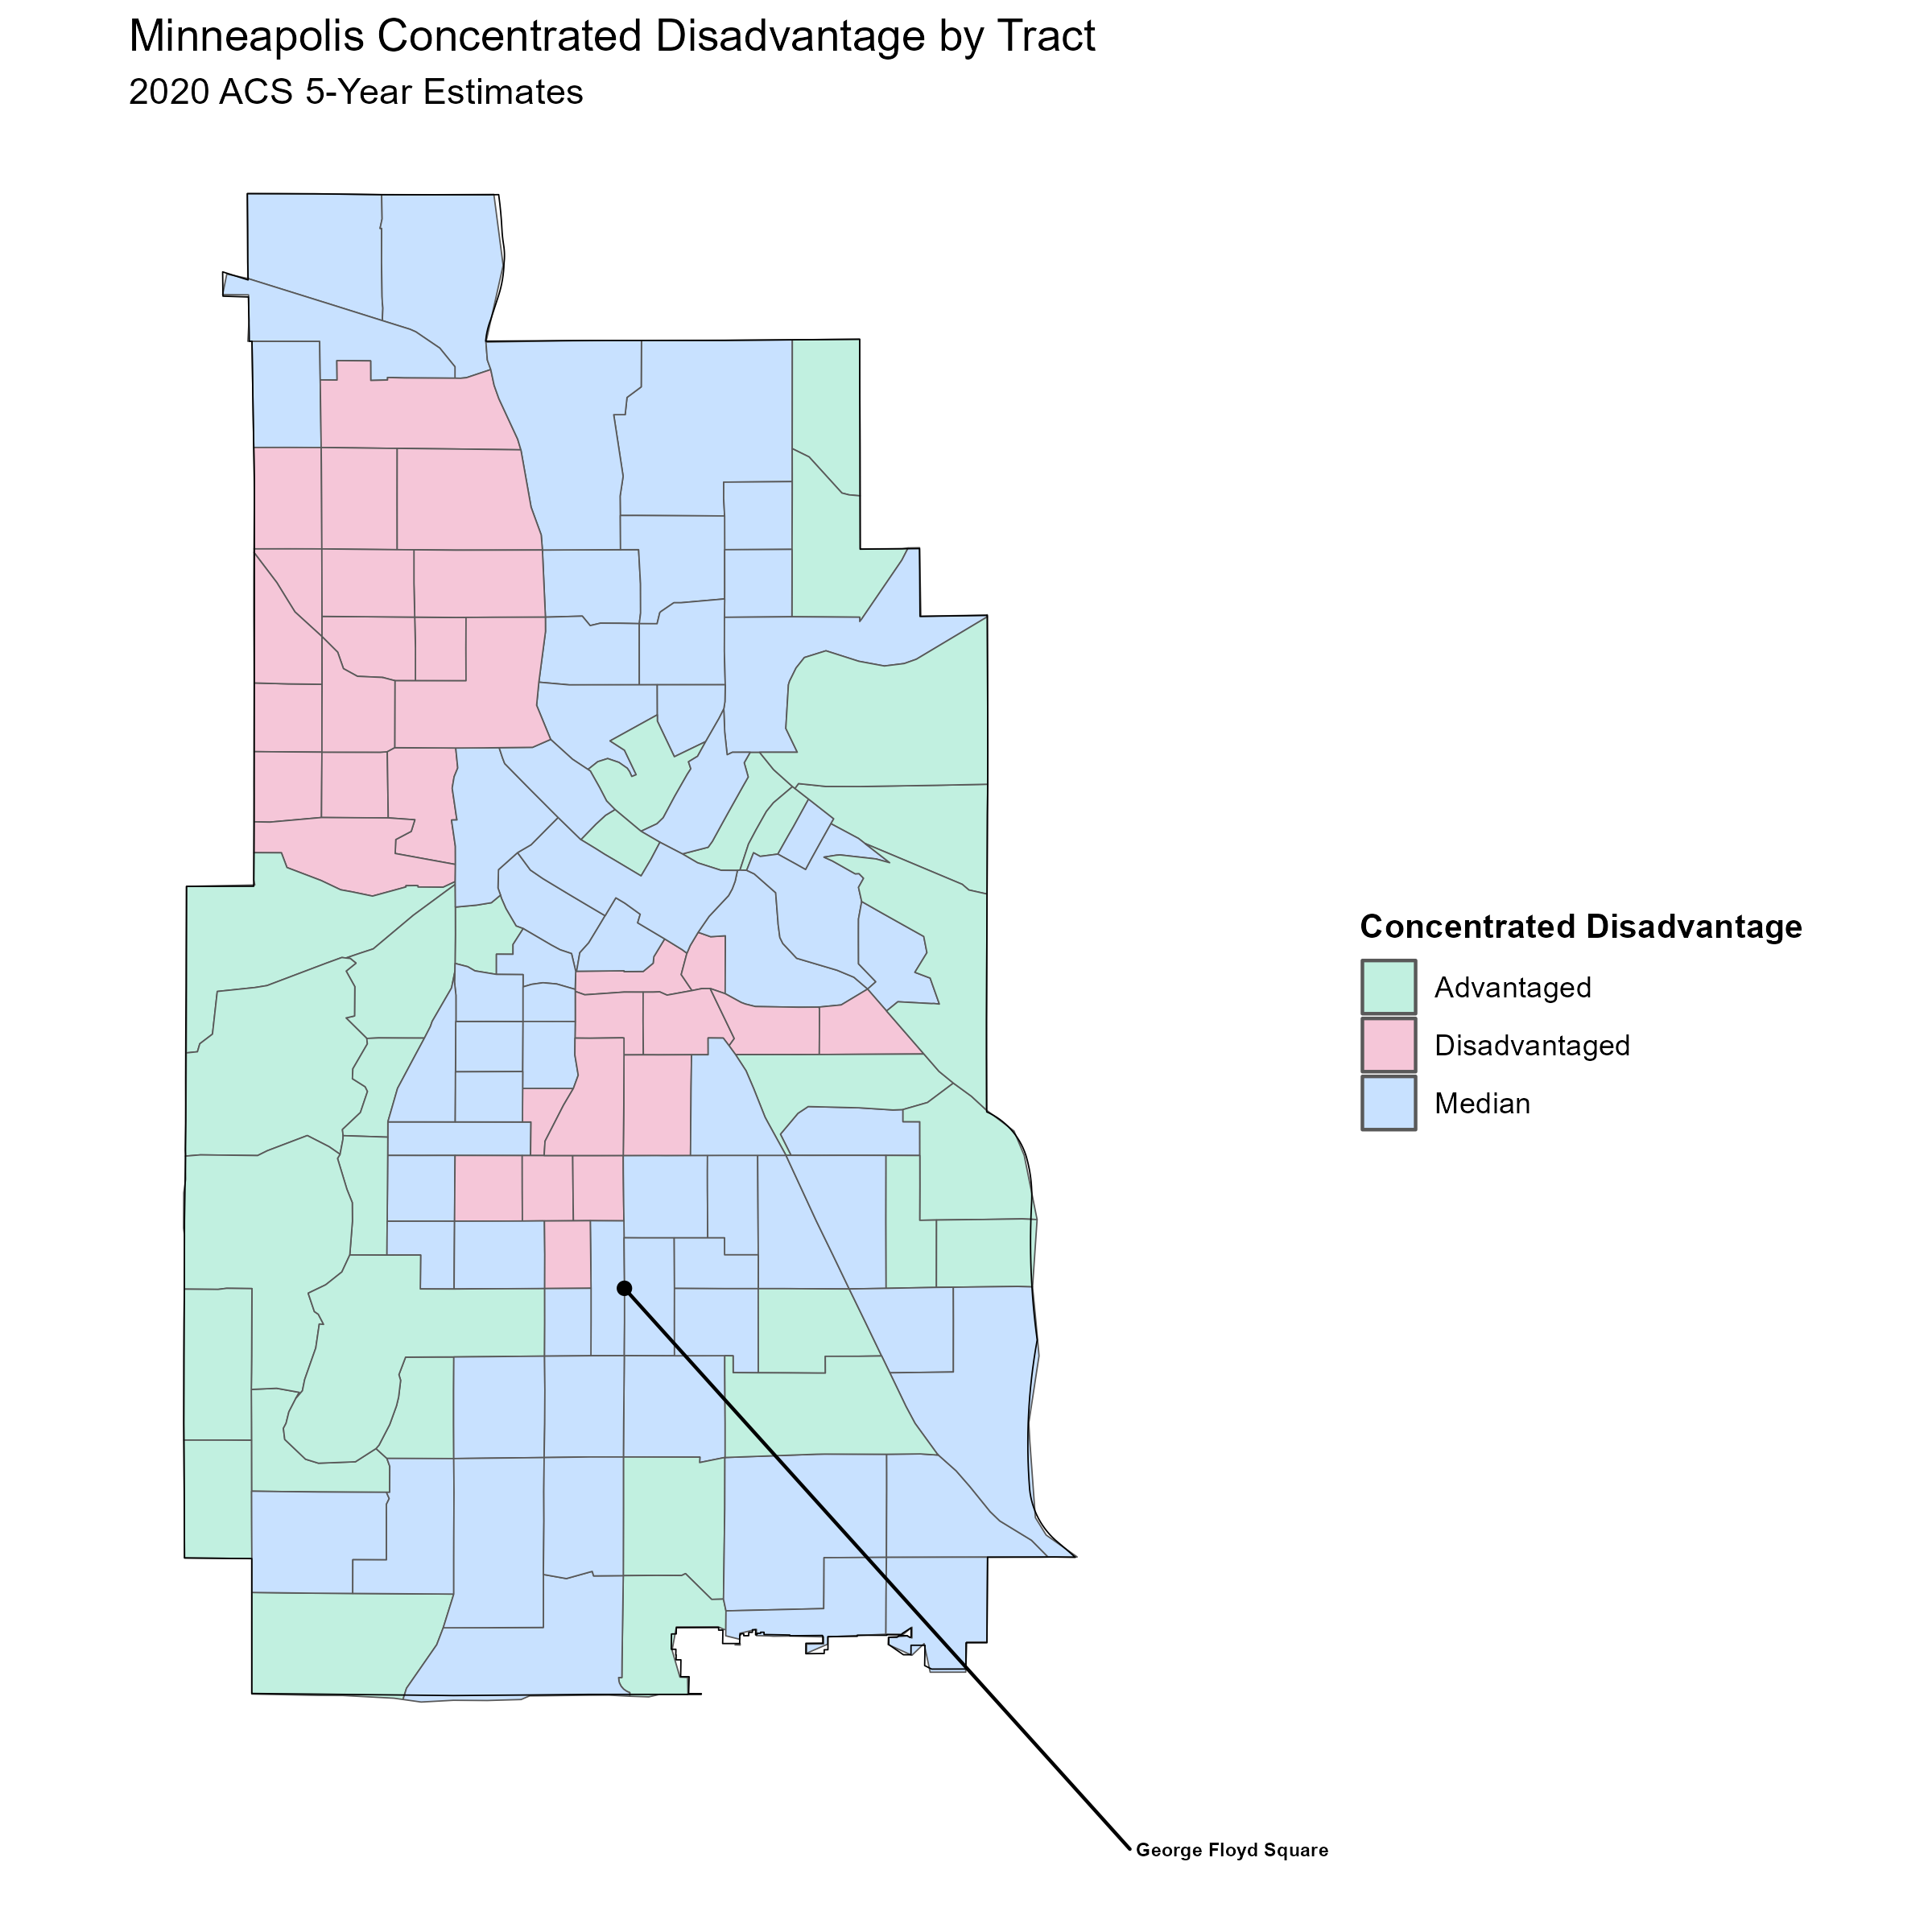 Minneapolis Concentrated Disadvantage by Tract
2020 ACS 5-Year Estimates
Concentrated Disadvantage
Advantaged
Disadvantaged
Median
George Floyd Square